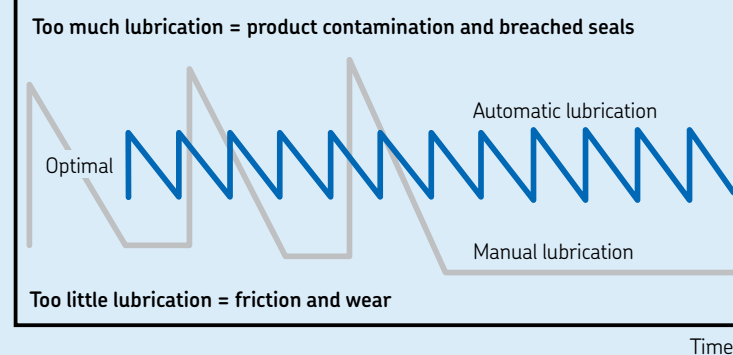 Too much lubrication = product contamination and breached seals
Automatic lubrication
Optimal
Manual lubrication
Too little lubrication = friction and wear
Time